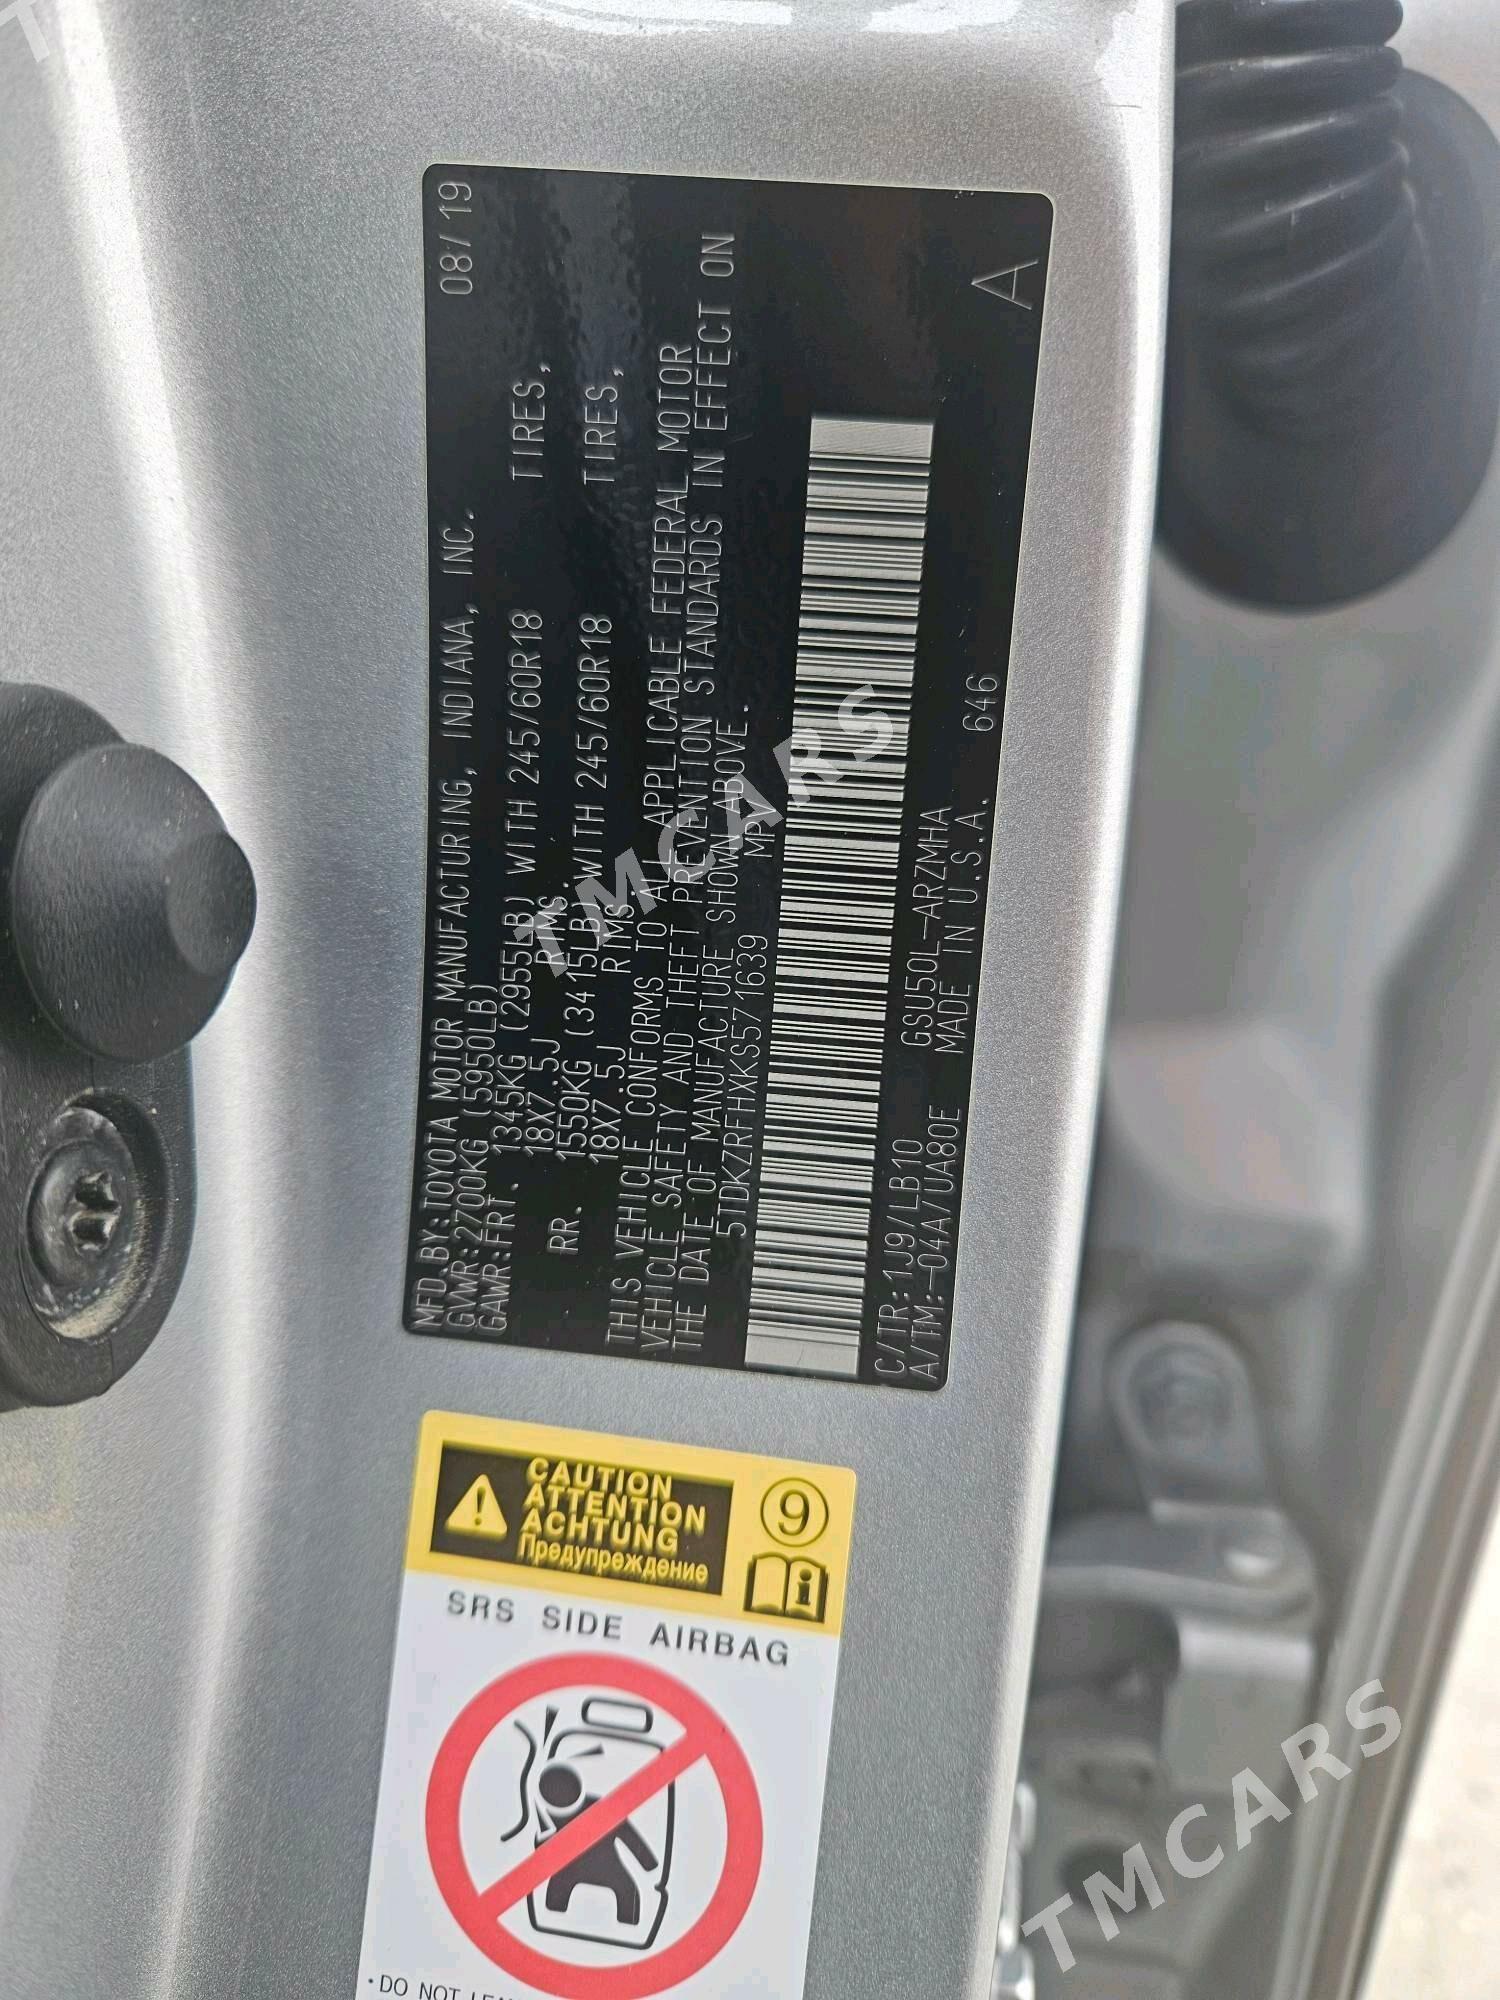 MFD.BY:TOYOTA MOTOR MANUFACTURING, INDIANA, INC. 08/19
GVWR:2700KG (5950LB)
GAWR:FRT. 1345KG (2955LB) WITH 245/60R18 TIRES,
18X7.5J RIMS.
RR. 1550KG (3415LB) WITH 245/60R18 TIRES,
18X7.5J RIMS.
THIS VEHICLE CONFORMS TO ALL APPLICABLE FEDERAL MOTOR
VEHICLE SAFETY AND THEFT PREVENTION STANDARDS IN EFFECT ON
THE DATE OF MANUFACTURE SHOWN ABOVE.
5TDKZRFHXKS571639 MPV
C/TR:1J9/LB10 GSU50L-ARZMHA
A/TM:-04A/UA80E MADE IN U.S.A. 646 A
CAUTION
ATTENTION
ACHTUNG
Предупреждение
9
i
SRS SIDE AIRBAG
•DO NOT
TMCARS
TMCARS